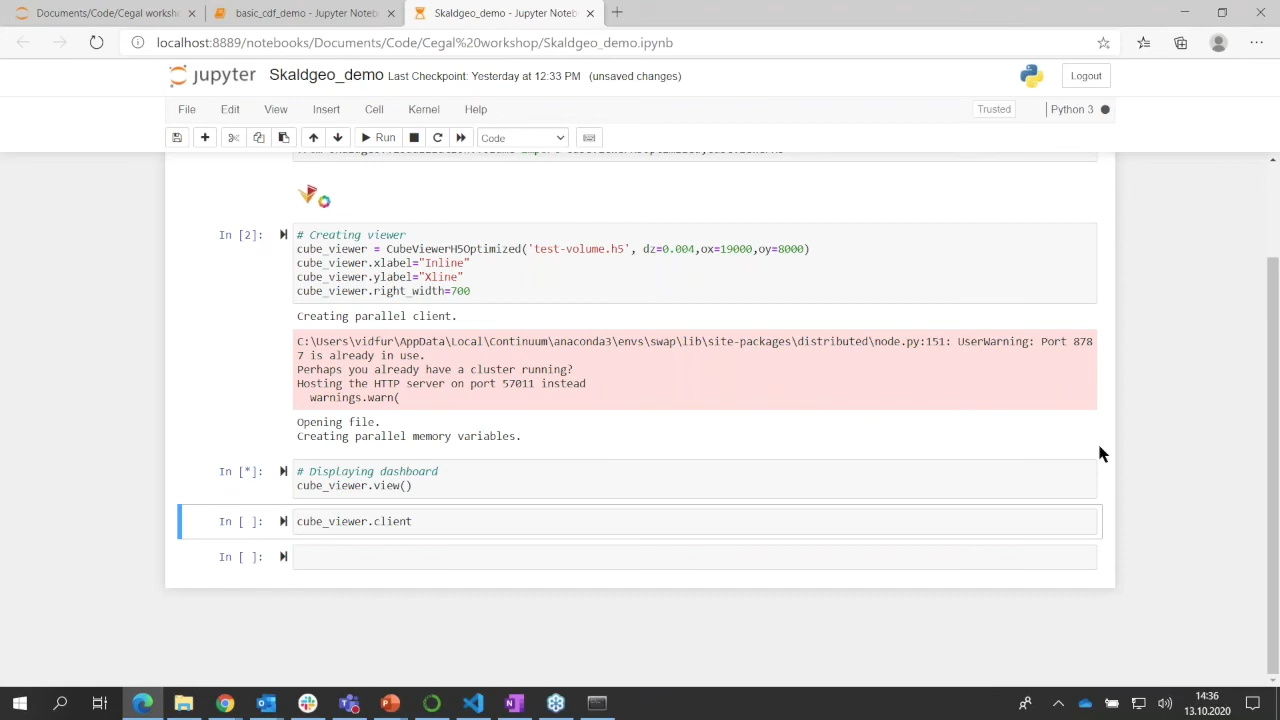 Documents/Code/Cegal worksh
basic_cdf_demo - Jupyter Noteb
Skaldgeo_demo - Jupyter Noteb
localhost:8889/notebooks/Documents/Code/Cegal%20workshop/Skaldgeo_demo.ipynb
jupyter Skaldgeo_demo Last Checkpoint: Yesterday at 12:33 PM (unsaved changes)
Logout
File Edit View Insert Cell Kernel Help
Trusted
Python 3
Run
Code
In [2]:
# Creating viewer
cube_viewer = CubeViewerH5Optimized('test-volume.h5', dz=0.004,ox=19000,oy=8000)
cube_viewer.xlabel="Inline"
cube_viewer.ylabel="Xline"
cube_viewer.right_width=700
Creating parallel client.
C:\Users\vidfur\AppData\Local\Continuum\anaconda3\envs\swap\lib\site-packages\distributed\node.py:151: UserWarning: Port 878
7 is already in use.
Perhaps you already have a cluster running?
Hosting the HTTP server on port 57011 instead
warnings.warn(
Opening file.
Creating parallel memory variables.
In [*]:
# Displaying dashboard
cube_viewer.view()
In [ ]:
cube_viewer.client
In [ ]:
14:36
13.10.2020